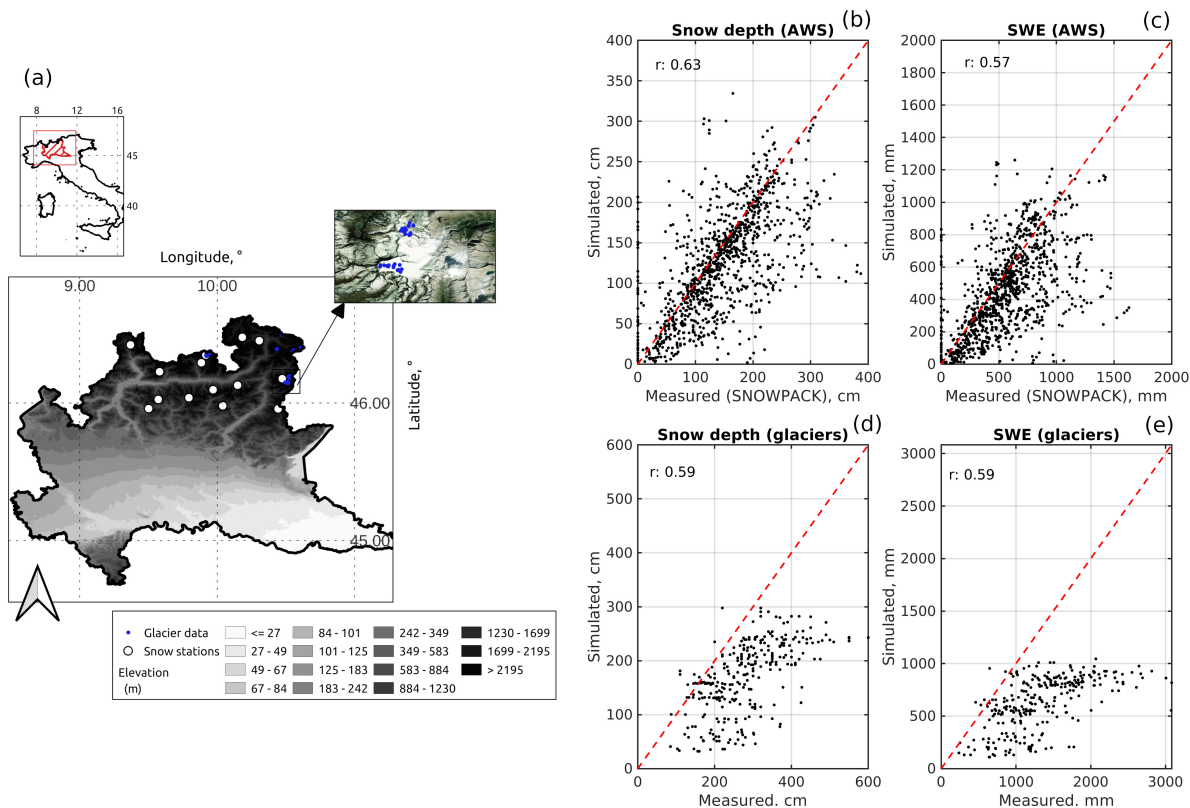 (a)
8 12 16
45
40
Longitude,°
9.00 10.00
46.00
45.00
Latitude,°
Glacier data
Snow stations
Elevation
(m)
<= 27
27 - 49
49 - 67
67 - 84
84 - 101
101 - 125
125 - 183
183 - 242
242 - 349
349 - 583
583 - 884
884 - 1230
1230 - 1699
1699 - 2195
> 2195
(b)
Snow depth (AWS)
r: 0.63
400
350
300
250
200
150
100
50
0
Simulated, cm
0 100 200 300 400
Measured (SNOWPACK), cm
(c)
SWE (AWS)
r: 0.57
2000
1800
1600
1400
1200
1000
800
600
400
200
0
Simulated, mm
0 500 1000 1500 2000
Measured (SNOWPACK), mm
(d)
Snow depth (glaciers)
r: 0.59
600
500
400
300
200
100
0
Simulated, cm
0 200 400 600
Measured. cm
(e)
SWE (glaciers)
r: 0.59
3000
2500
2000
1500
1000
500
0
Simulated, mm
0 1000 2000 3000
Measured. mm